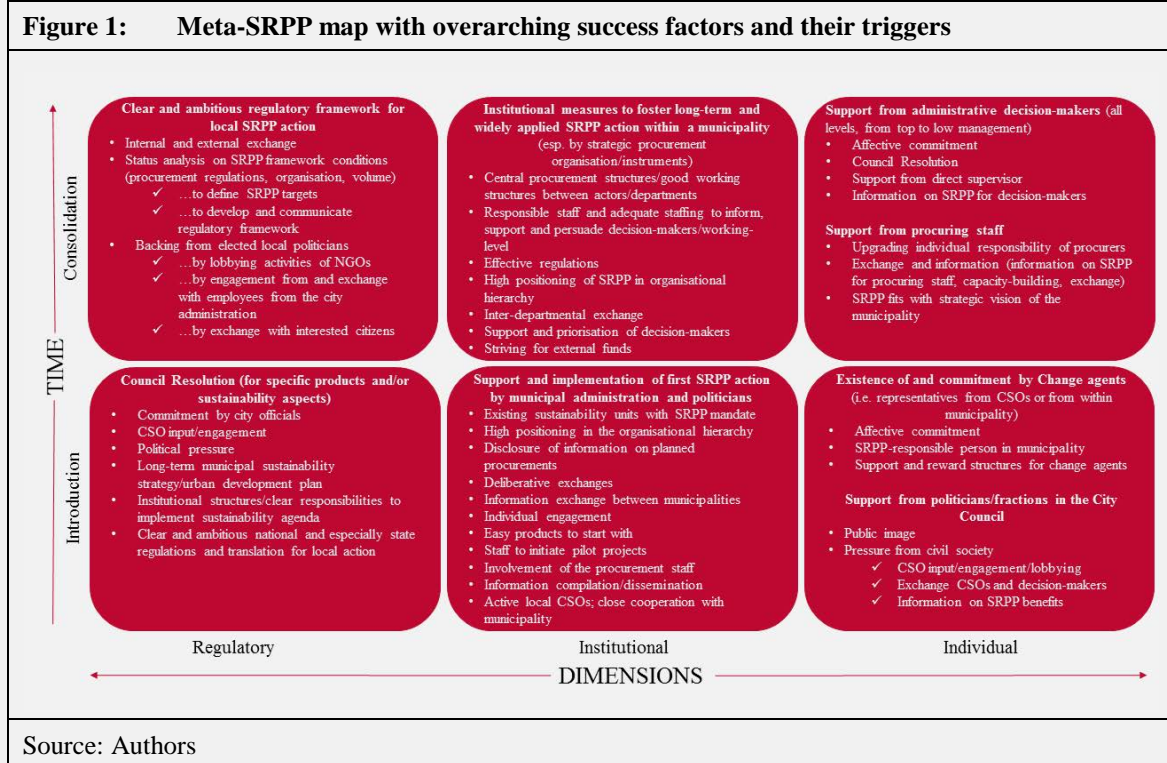 Figure 1: Meta-SRPP map with overarching success factors and their triggers
TIME
Consolidation
Clear and ambitious regulatory framework for
local SRPP action
• Internal and external exchange
• Status analysis on SRPP framework conditions
(procurement regulations, organisation, volume)
✓ …to define SRPP targets
✓ …to develop and communicate
regulatory framework
• Backing from elected local politicians
✓ …by lobbying activities of NGOs
✓ …by engagement from and exchange
with employees from the city
administration
✓ …by exchange with interested citizens
Institutional measures to foster long-term and
widely applied SRPP action within a municipality
(esp. by strategic procurement
organisation/instruments)
• Central procurement structures/good working
structures between actors/departments
• Responsible staff and adequate staffing to inform,
support and persuade decision-makers/working-
level
• Effective regulations
• High positioning of SRPP in organisational
hierarchy
• Inter-departmental exchange
• Support and priorisation of decision-makers
• Striving for external funds
Support from administrative decision-makers (all
levels, from top to low management)
• Affective commitment
• Council Resolution
• Support from direct supervisor
• Information on SRPP for decision-makers
Support from procuring staff
• Upgrading individual responsibility of procurers
• Exchange and information (information on SRPP
for procuring staff, capacity-building, exchange)
• SRPP fits with strategic vision of the
municipality
Introduction
Council Resolution (for specific products and/or
sustainability aspects)
• Commitment by city officials
• CSO input/engagement
• Political pressure
• Long-term municipal sustainability
strategy/urban development plan
• Institutional structures/clear responsibilities to
implement sustainability agenda
• Clear and ambitious national and especially state
regulations and translation for local action
Support and implementation of first SRPP action
by municipal administration and politicians
• Existing sustainability units with SRPP mandate
• High positioning in the organisational hierarchy
• Disclosure of information on planned
procurements
• Deliberative exchanges
• Information exchange between municipalities
• Individual engagement
• Easy products to start with
• Staff to initiate pilot projects
• Involvement of the procurement staff
• Information compilation/dissemination
• Active local CSOs; close cooperation with
municipality
Existence of and commitment by Change agents
(i.e. representatives from CSOs or from within
municipality)
• Affective commitment
• SRPP-responsible person in municipality
• Support and reward structures for change agents
Support from politicians/fractions in the City
Council
• Public image
• Pressure from civil society
✓ CSO input/engagement/lobbying
✓ Exchange CSOs and decision-makers
✓ Information on SRPP benefits
Regulatory
Institutional
Individual
DIMENSIONS
Source: Authors